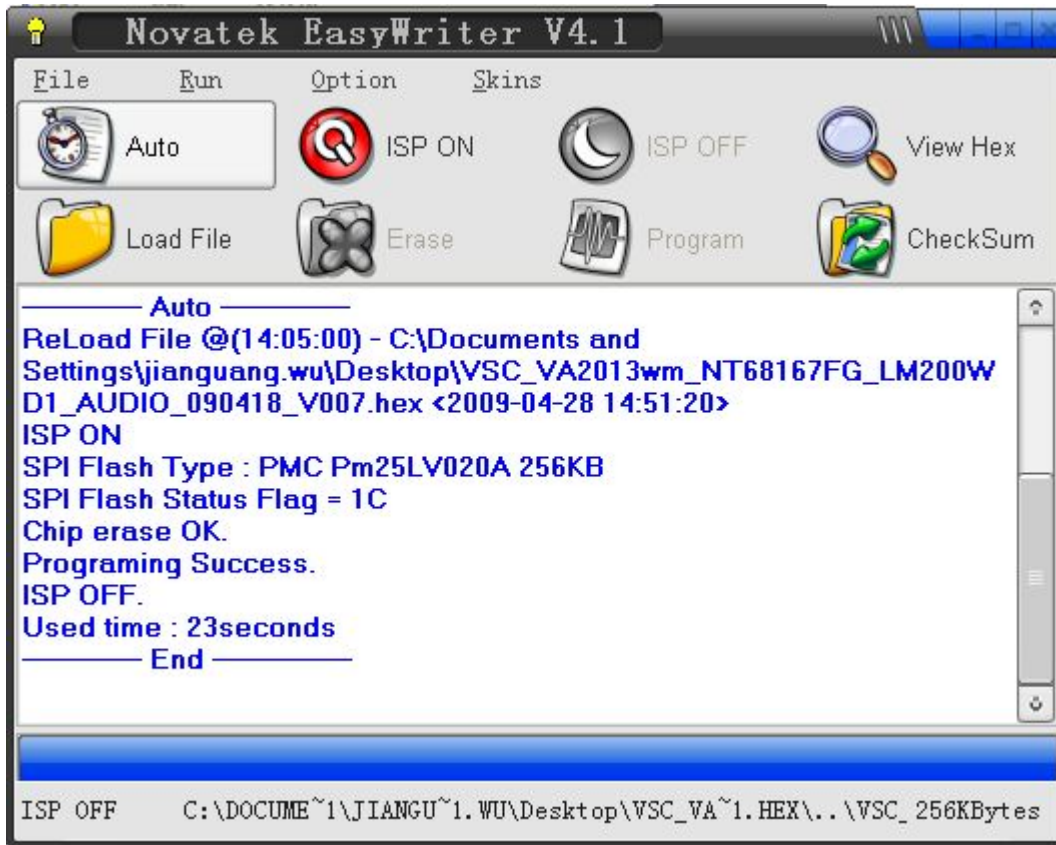 Novatek EasyWriter V4.1
File Run Option Skins
Auto ISP ON ISP OFF View Hex
Load File Erase Program CheckSum
Auto
ReLoad File @(14:05:00) - C:\Documents and
Settings\jianguang.wu\Desktop\VSC_VA2013wm_NT68167FG_LM200W
D1_AUDIO_090418_V007.hex <2009-04-28 14:51:20>
ISP ON
SPI Flash Type : PMC Pm25LV020A 256KB
SPI Flash Status Flag = 1C
Chip erase OK.
Programing Success.
ISP OFF.
Used time : 23seconds
End
ISP OFF C:\DOCUME~1\JIANGU~1.WU\Desktop\VSC_VA~1.HEX\..\VSC_ 256KBytes